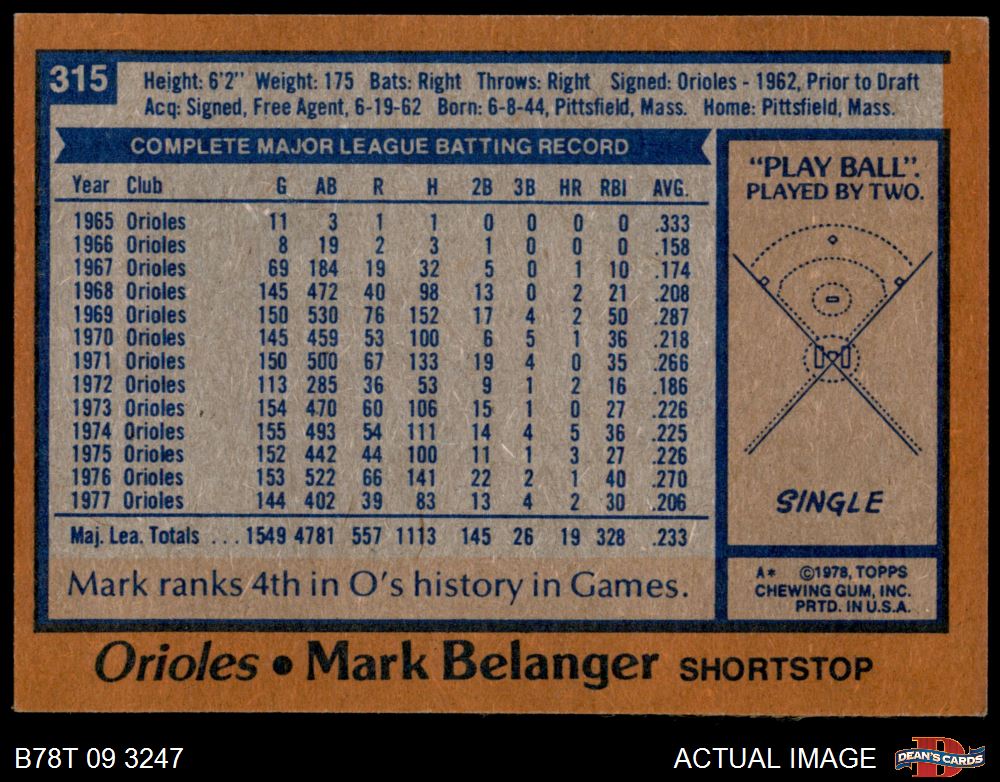 315
Height: 6'2" Weight: 175 Bats: Right Throws: Right Signed: Orioles - 1962, Prior to Draft
Acq: Signed, Free Agent, 6-19-62 Born: 6-8-44, Pittsfield, Mass. Home: Pittsfield, Mass.
COMPLETE MAJOR LEAGUE BATTING RECORD
Year Club G AB R H 2B 3B HR RBI AVG.
1965 Orioles 11 3 1 1 0 0 0 0 .333
1966 Orioles 8 19 2 3 1 0 0 0 .158
1967 Orioles 69 184 19 32 5 0 1 10 .174
1968 Orioles 145 472 40 98 13 0 2 21 .208
1969 Orioles 150 530 76 152 17 4 2 50 .287
1970 Orioles 145 459 53 100 6 5 1 36 .218
1971 Orioles 150 500 67 133 19 4 0 35 .266
1972 Orioles 113 285 36 53 9 1 2 16 .186
1973 Orioles 154 470 60 106 15 1 0 27 .226
1974 Orioles 155 493 54 111 14 4 5 36 .225
1975 Orioles 152 442 44 100 11 1 3 27 .226
1976 Orioles 153 522 66 141 22 2 1 40 .270
1977 Orioles 144 402 39 83 13 4 2 30 .206
Maj. Lea. Totals ... 1549 4781 557 1113 145 26 19 328 .233
Mark ranks 4th in O's history in Games.
"PLAY BALL".
PLAYED BY TWO.
SINGLE
A* ©1978, TOPPS
CHEWING GUM, INC.
PRTD. IN U.S.A.
Orioles • Mark Belanger SHORTSTOP
B78T 09 3247
ACTUAL IMAGE
D
DEAN'S CARDS